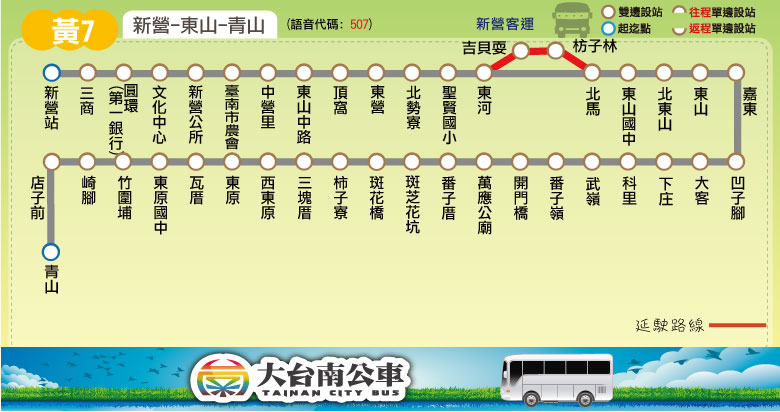 黃7
新營-東山-青山
(語音代碼: 507)
新營客運
雙邊設站
往程單邊設站
起迄點
返程單邊設站
吉貝耍
枋子林
新營站
三商
圓環(第一銀行)
文化中心
新營公所
臺南市農會
中營里
東山中路
頂窩
東營
北勢寮
聖賢國小
東河
北馬
東山國中
北東山
東山
嘉東
店子前
崎腳
竹圍埔
東原國中
瓦厝
東原
西東原
三塊厝
柿子寮
斑花橋
斑芝花坑
番子厝
萬應公廟
開門橋
番子嶺
武嶺
科里
下庄
大客
凹子腳
青山
延駛路線
大台南公車
TAINAN CITY BUS